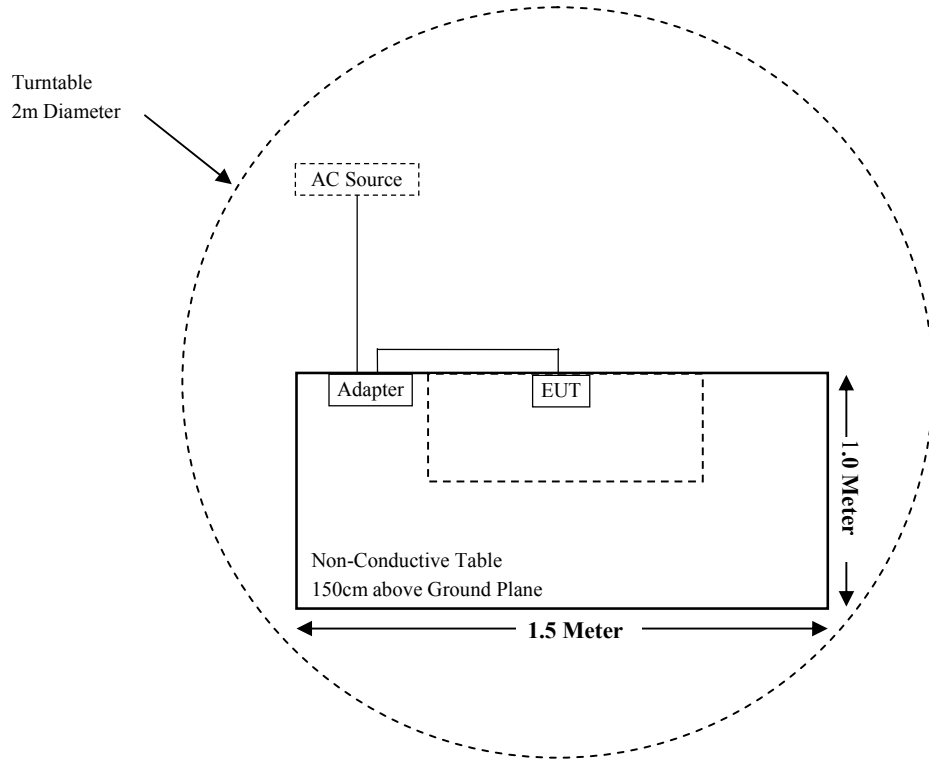 Turntable
2m Diameter
AC Source
Adapter
EUT
1.0 Meter
Non-Conductive Table
150cm above Ground Plane
1.5 Meter